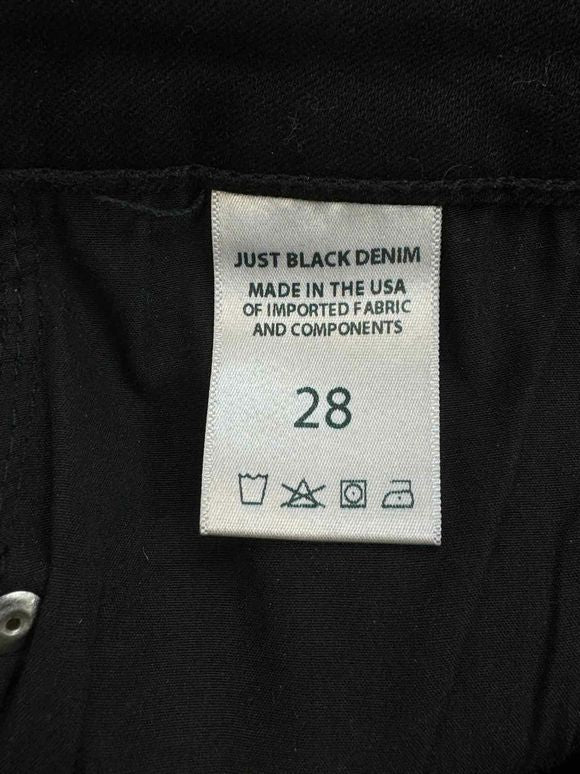 JUST BLACK DENIM
MADE IN THE USA
OF IMPORTED FABRIC
AND COMPONENTS
28